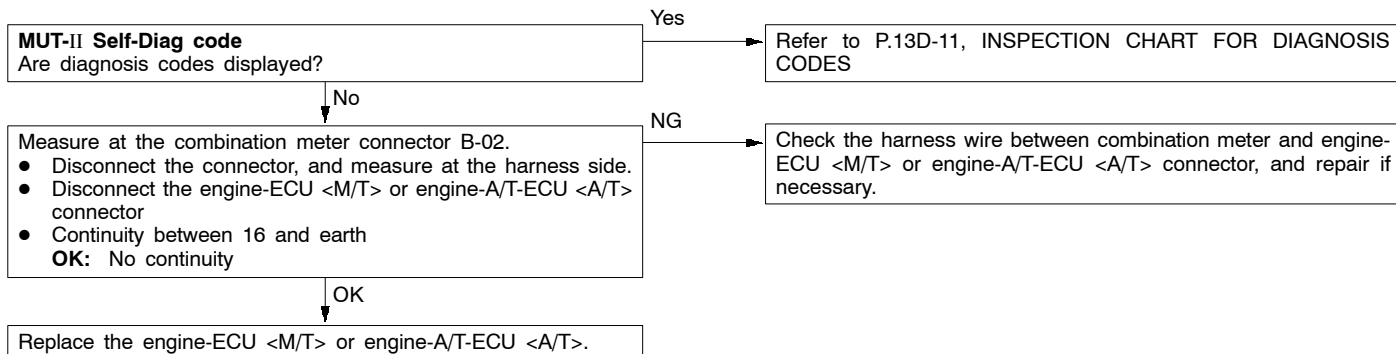 MUT-II Self-Diag code
Are diagnosis codes displayed?
Yes
Refer to P.13D-11, INSPECTION CHART FOR DIAGNOSIS
CODES
No
Measure at the combination meter connector B-02.
● Disconnect the connector, and measure at the harness side.
● Disconnect the engine-ECU <M/T> or engine-A/T-ECU <A/T>
connector
● Continuity between 16 and earth
OK: No continuity
NG
Check the harness wire between combination meter and engine-
ECU <M/T> or engine-A/T-ECU <A/T> connector, and repair if
necessary.
OK
Replace the engine-ECU <M/T> or engine-A/T-ECU <A/T>.